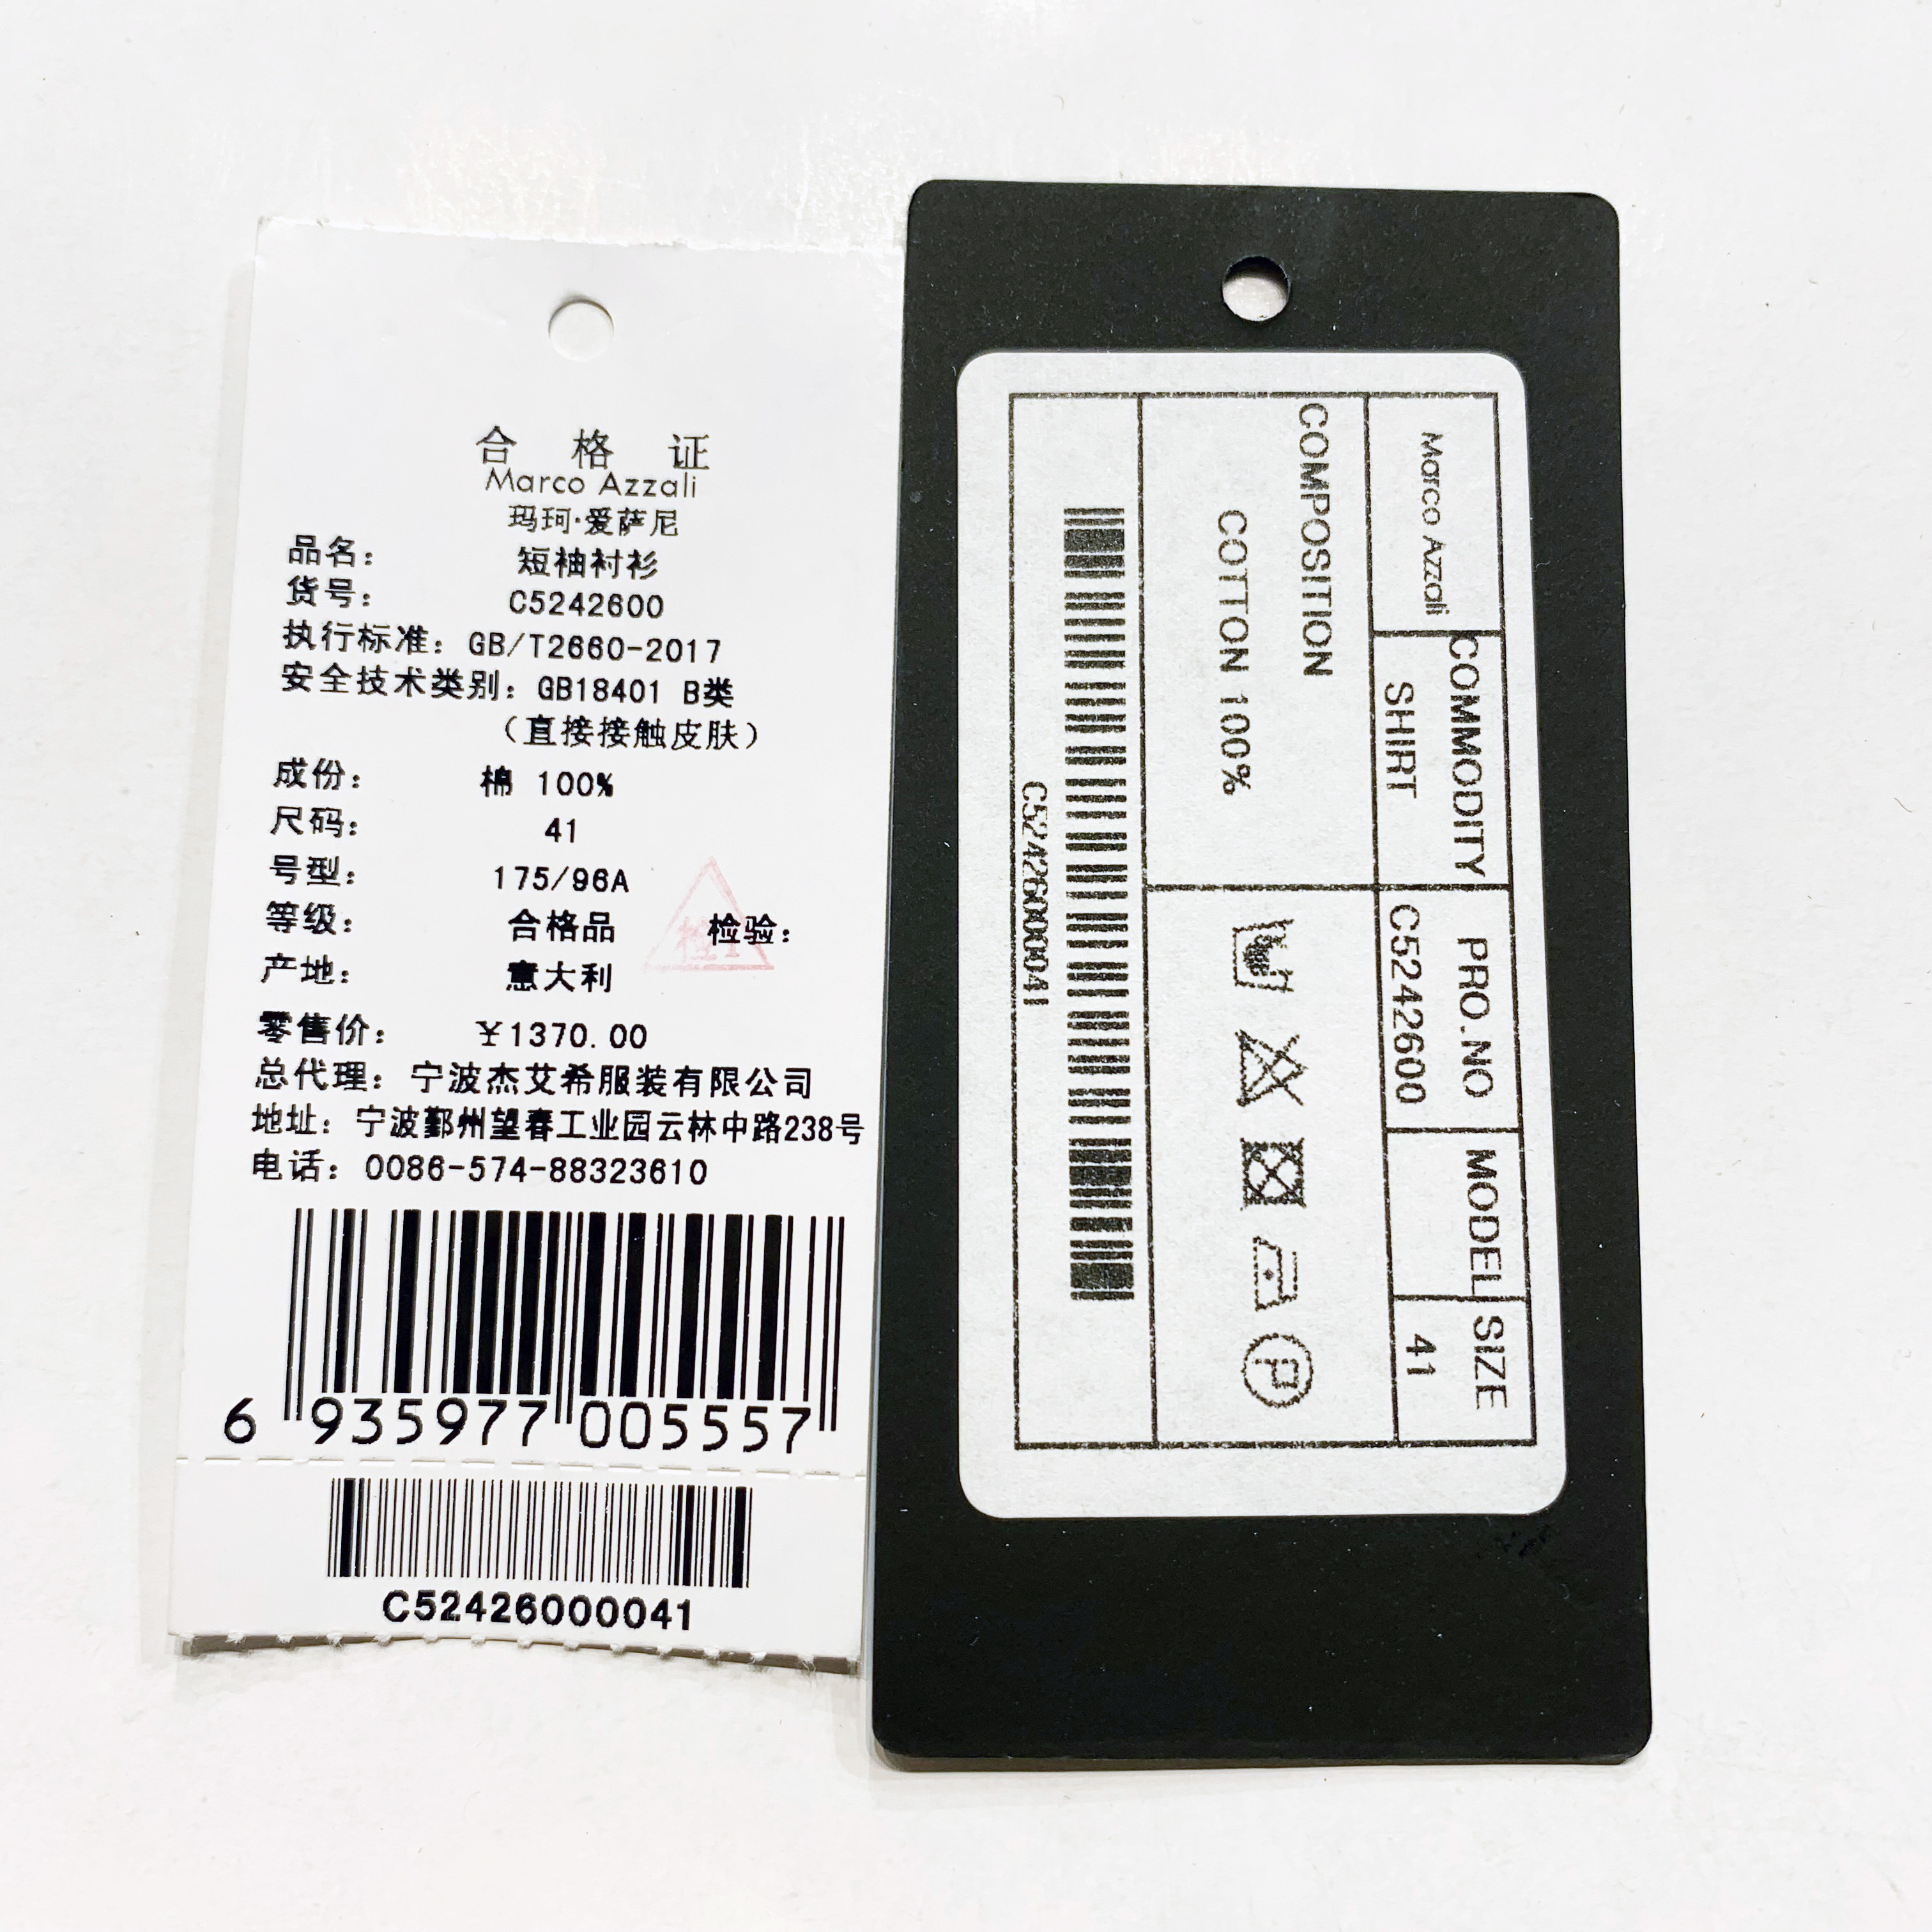 合 格 证
Marco Azzali
玛珂·爱萨尼
品名： 短袖衬衫
货号： C5242600
执行标准：GB/T2660-2017
安全技术类别：GB18401 B类
（直接接触皮肤）
成份： 棉 100%
尺码： 41
号型： 175/96A
等级： 合格品 检验：
产地： 意大利
零售价： ￥1370.00
总代理：宁波杰艾希服装有限公司
地址：宁波鄞州望春工业园云林中路238号
电话：0086-574-88323610
6 935977 005557
C52426000041
Marco Azzali
COMMODITY
SHIRT
PRO.NO
C5242600
MODEL
SIZE
41
COMPOSITION
COTTON 100%
P
C52426000041